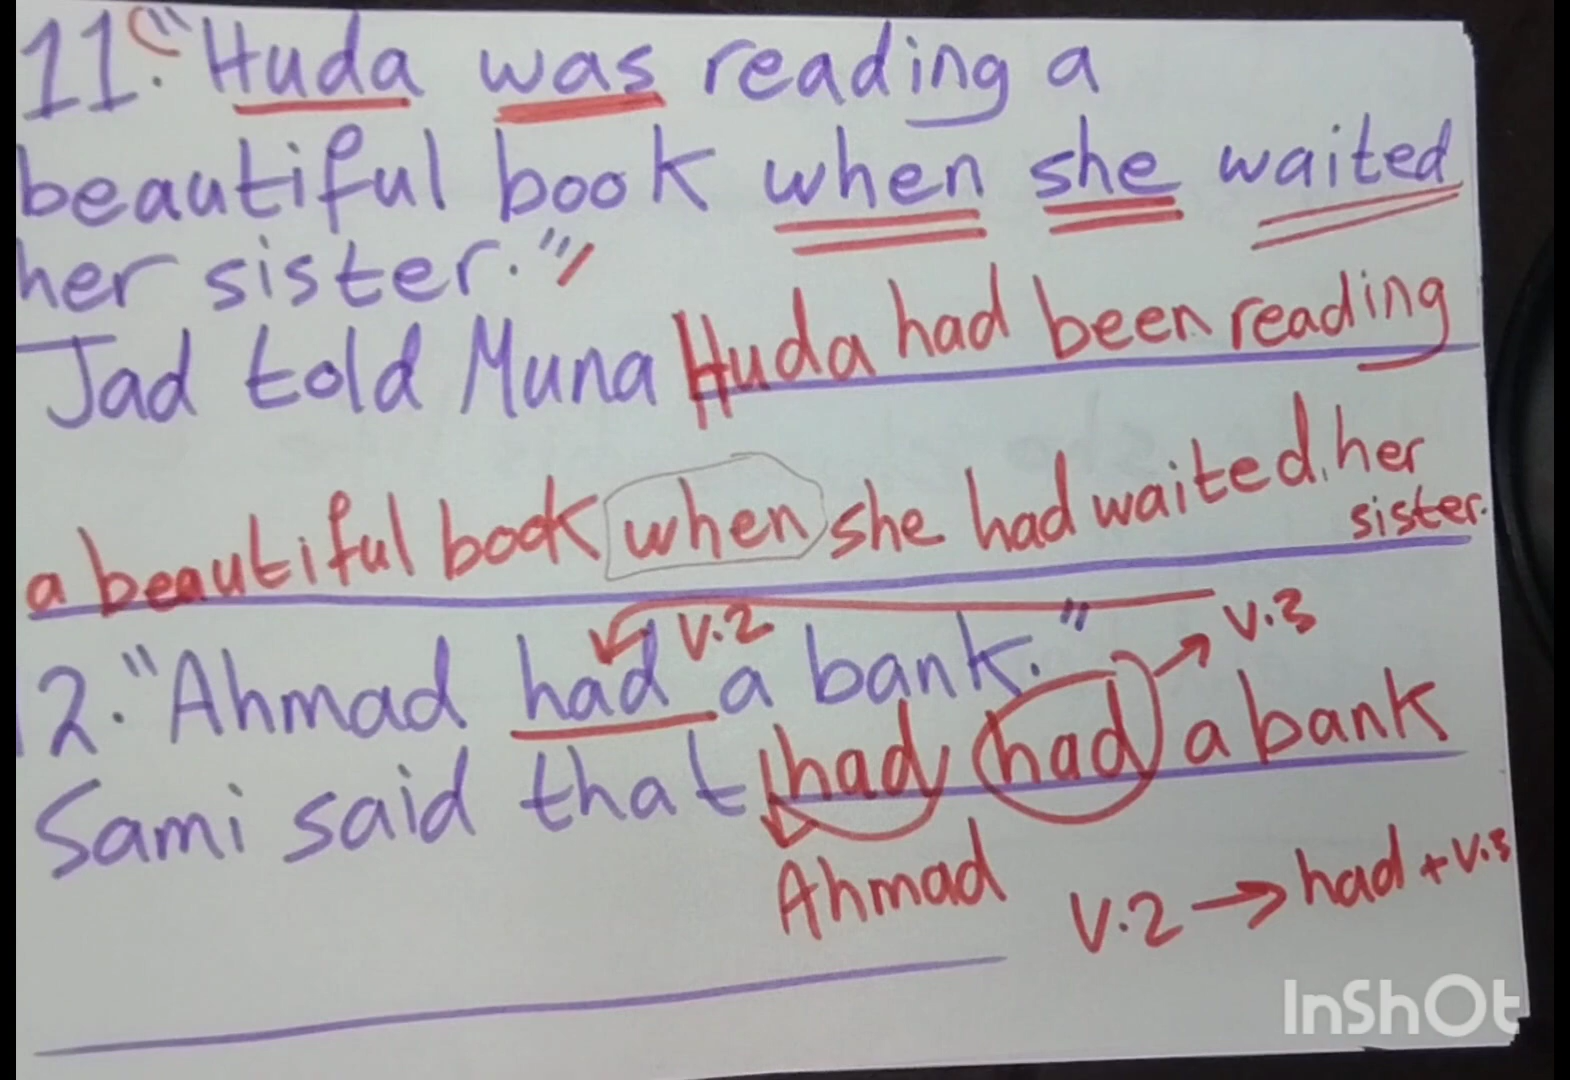 11. "Huda was reading a
beautiful book when she waited
her sister."
Jad told Muna Huda had been reading
a beautiful book when she had waited her
sister.
V.2
V.3
12. "Ahmad had a bank."
Sami said that had had a bank
Ahmad
V.2 → had + V.3
InShOt